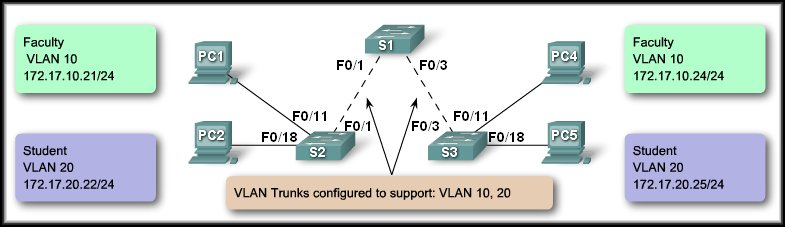 Faculty
VLAN 10
172.17.10.21/24
PC1
S1
F0/1
F0/3
PC4
Faculty
VLAN 10
172.17.10.24/24
F0/11
F0/11
PC2
F0/18
F0/1
F0/3
F0/18
PC5
S2
S3
Student
VLAN 20
172.17.20.22/24
Student
VLAN 20
172.17.20.25/24
VLAN Trunks configured to support: VLAN 10, 20